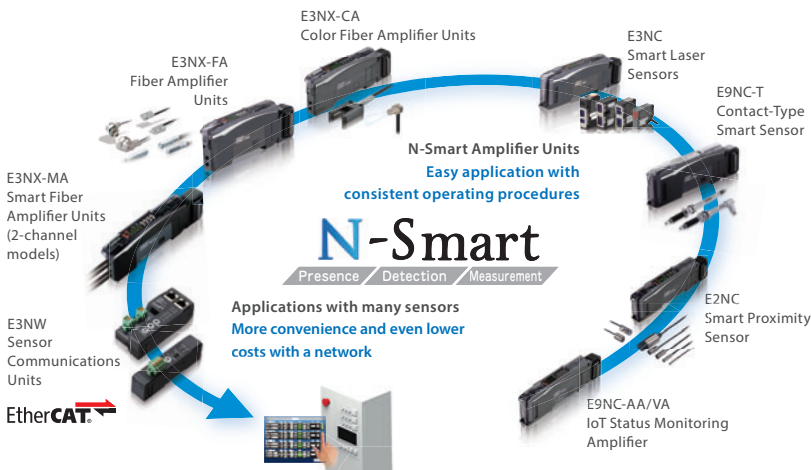 E3NX-CA
Color Fiber Amplifier Units
E3NC
Smart Laser
Sensors
E3NX-FA
Fiber Amplifier
Units
E9NC-T
Contact-Type
Smart Sensor
N-Smart Amplifier Units
Easy application with
consistent operating procedures
E3NX-MA
Smart Fiber
Amplifier Units
(2-channel
models)
N-Smart
Presence / Detection / Measurement
E2NC
Smart Proximity
Sensor
Applications with many sensors
More convenience and even lower
costs with a network
E3NW
Sensor
Communications
Units
EtherCAT®
E9NC-AA/VA
IoT Status Monitoring
Amplifier